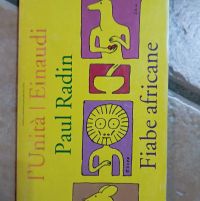 l'Unità | Einaudi
Paul Radin
Fiabe africane